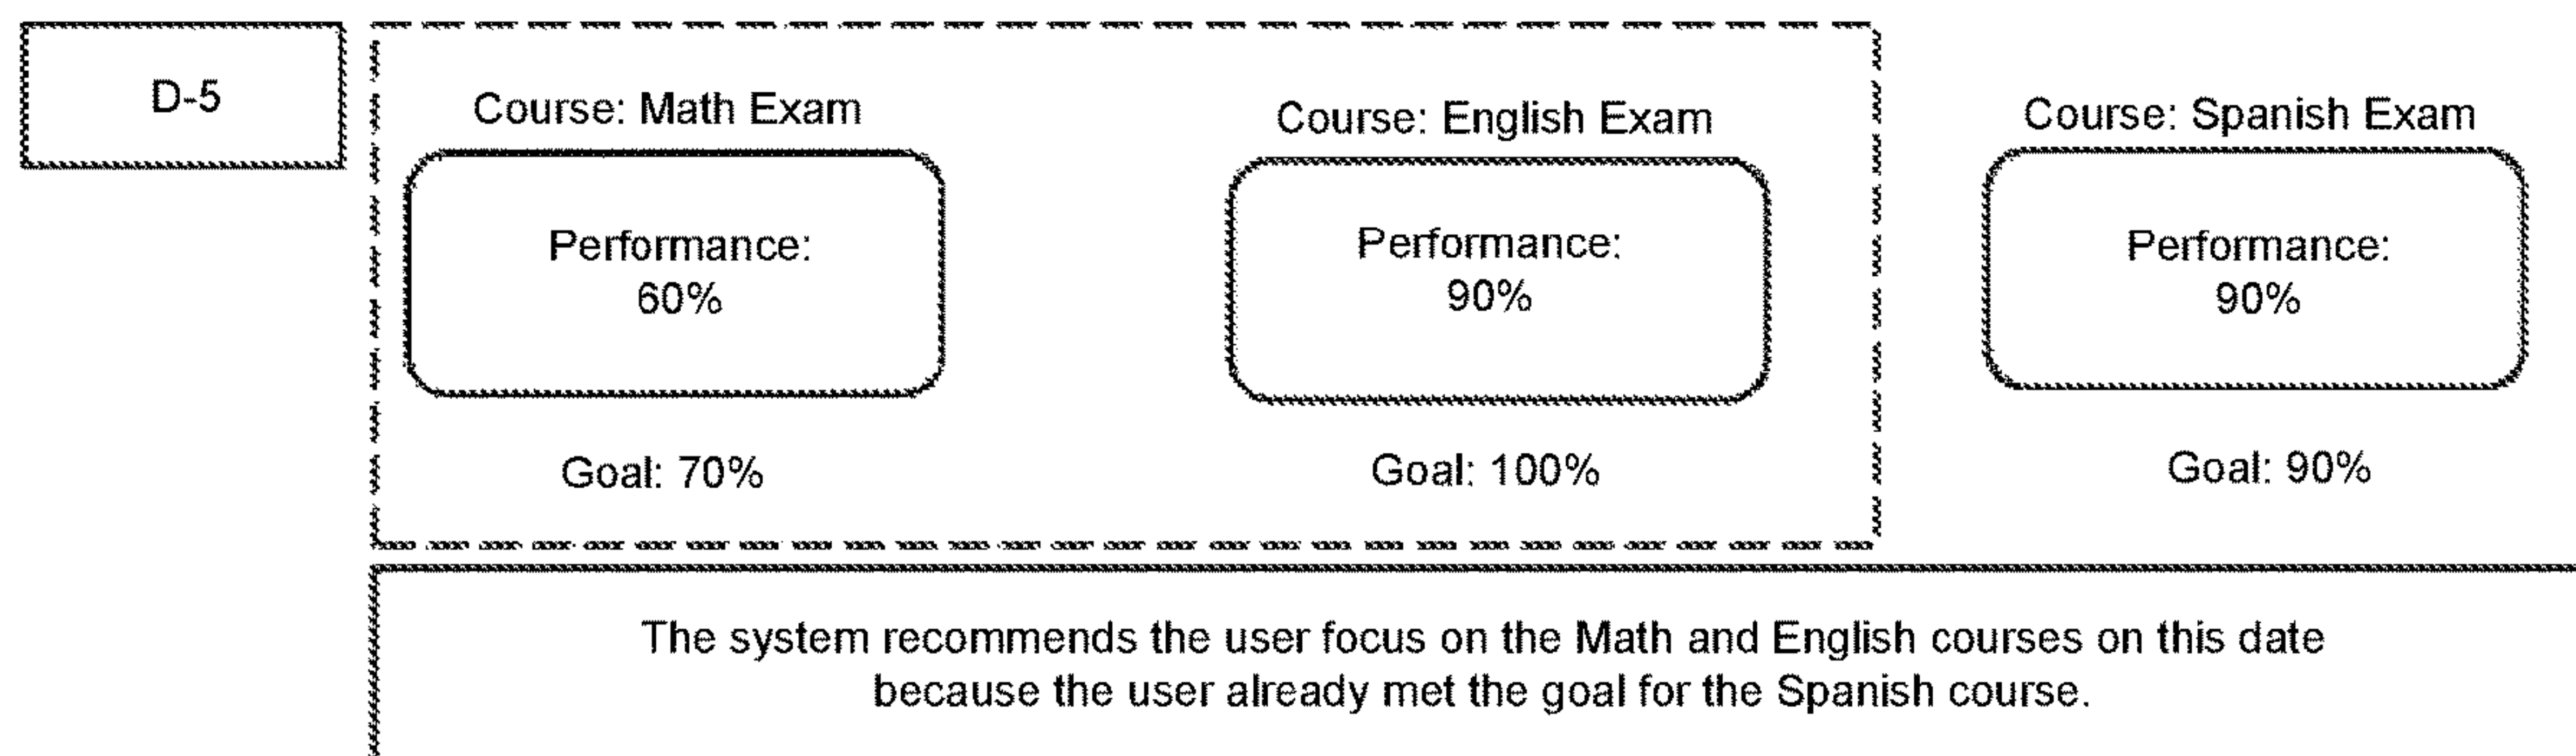 D-5
Course: Math Exam
Performance:
60%
Goal: 70%
Course: English Exam
Performance:
90%
Goal: 100%
Course: Spanish Exam
Performance:
90%
Goal: 90%
The system recommends the user focus on the Math and English courses on this date
because the user already met the goal for the Spanish course.